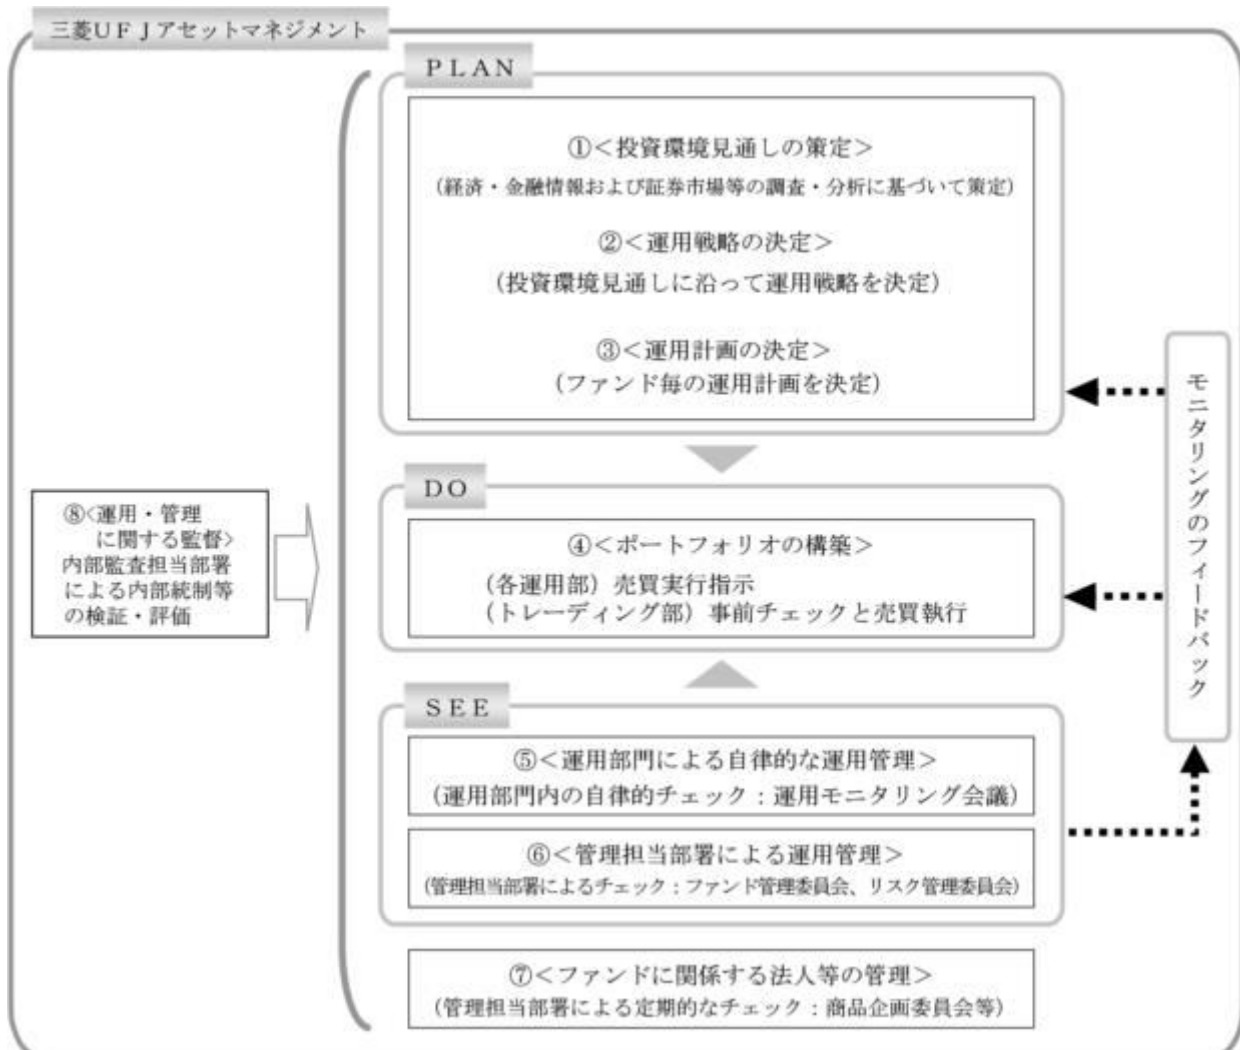 三菱ＵＦＪアセットマネジメント
ＰＬＡＮ
①＜投資環境見通しの策定＞
（経済・金融情報および証券市場等の調査・分析に基づいて策定）
②＜運用戦略の決定＞
（投資環境見通しに沿って運用戦略を決定）
③＜運用計画の決定＞
（ファンド毎の運用計画を決定）
ＤＯ
④＜ポートフォリオの構築＞
（各運用部）売買実行指示
（トレーディング部）事前チェックと売買執行
ＳＥＥ
⑤＜運用部門による自律的な運用管理＞
（運用部門内の自律的チェック：運用モニタリング会議）
⑥＜管理担当部署による運用管理＞
（管理担当部署によるチェック：ファンド管理委員会、リスク管理委員会）
⑦＜ファンドに関係する法人等の管理＞
（管理担当部署による定期的なチェック：商品企画委員会等）
⑧<運用・管理
に関する監督>
内部監査担当部署
による内部統制等
の検証・評価
モニタリングのフィードバック